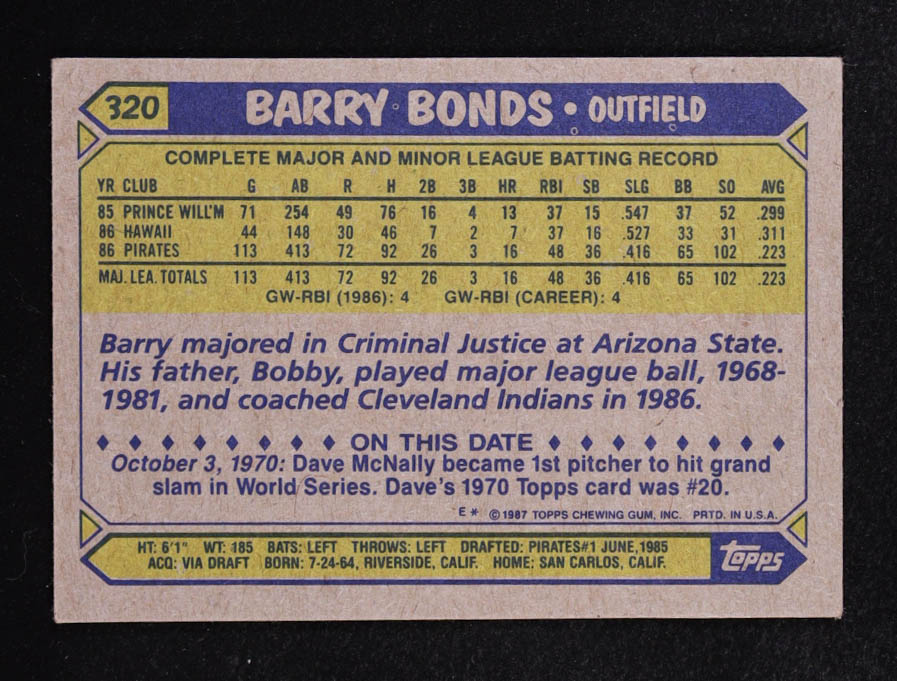 320 BARRY BONDS • OUTFIELD
COMPLETE MAJOR AND MINOR LEAGUE BATTING RECORD
YR CLUB G AB R H 2B 3B HR RBI SB SLG BB SO AVG
85 PRINCE WILL'M 71 254 49 76 16 4 13 37 15 .547 37 52 .299
86 HAWAII 44 148 30 46 7 2 7 37 16 .527 33 31 .311
86 PIRATES 113 413 72 92 26 3 16 48 36 .416 65 102 .223
MAJ. LEA. TOTALS 113 413 72 92 26 3 16 48 36 .416 65 102 .223
GW-RBI (1986): 4 GW-RBI (CAREER): 4
Barry majored in Criminal Justice at Arizona State.
His father, Bobby, played major league ball, 1968-
1981, and coached Cleveland Indians in 1986.
♦ ♦ ♦ ♦ ♦ ♦ ♦ ♦ ON THIS DATE ♦ ♦ ♦ ♦ ♦ ♦ ♦ ♦
October 3, 1970: Dave McNally became 1st pitcher to hit grand
slam in World Series. Dave's 1970 Topps card was #20.
E * © 1987 TOPPS CHEWING GUM, INC. PRTD. IN U.S.A.
HT: 6'1" WT: 185 BATS: LEFT THROWS: LEFT DRAFTED: PIRATES#1 JUNE,1985
ACQ: VIA DRAFT BORN: 7-24-64, RIVERSIDE, CALIF. HOME: SAN CARLOS, CALIF.
Topps